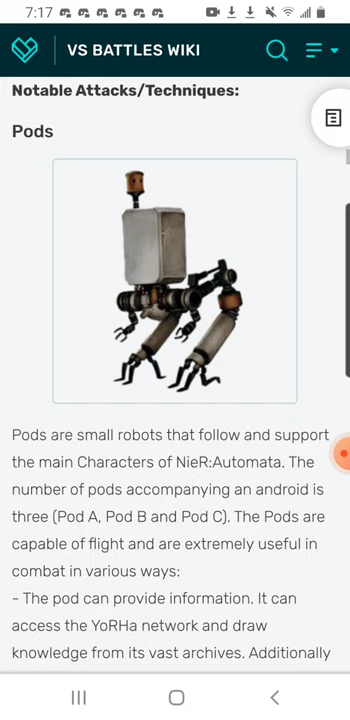 7:17
VS BATTLES WIKI
Notable Attacks/Techniques:
Pods
Pods are small robots that follow and support
the main Characters of NieR:Automata. The
number of pods accompanying an android is
three (Pod A, Pod B and Pod C). The Pods are
capable of flight and are extremely useful in
combat in various ways:
- The pod can provide information. It can
access the YoRHa network and draw
knowledge from its vast archives. Additionally